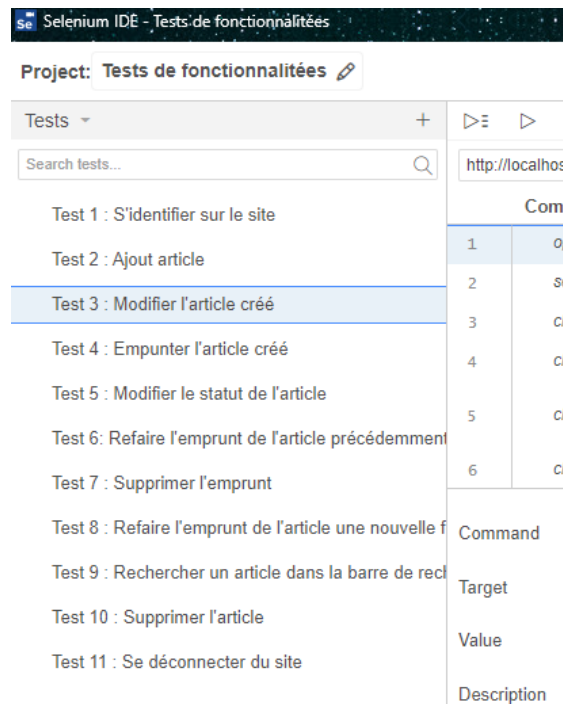 Se Selenium IDE - Tests de fonctionnalitées
Project: Tests de fonctionnalitées
Tests
Search tests...
Test 1 : S'identifier sur le site
Test 2 : Ajout article
Test 3 : Modifier l'article créé
Test 4 : Empunter l'article créé
Test 5 : Modifier le statut de l'article
Test 6: Refaire l'emprunt de l'article précédemment
Test 7 : Supprimer l'emprunt
Test 8 : Refaire l'emprunt de l'article une nouvelle f
Test 9 : Rechercher un article dans la barre de rec
Test 10 : Supprimer l'article
Test 11 : Se déconnecter du site
http://localhos
Com
1
2
3
4
5
6
Command
Target
Value
Description